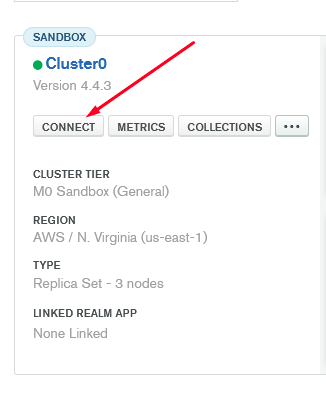 SANDBOX
Cluster0
Version 4.4.3
CONNECT METRICS COLLECTIONS •••
CLUSTER TIER
M0 Sandbox (General)
REGION
AWS / N. Virginia (us-east-1)
TYPE
Replica Set - 3 nodes
LINKED REALM APP
None Linked